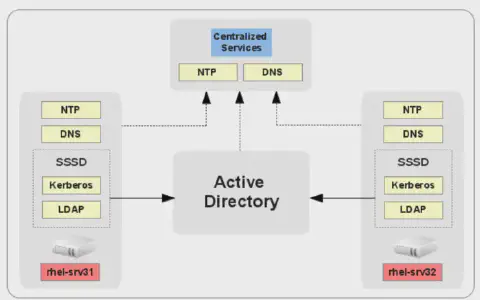 Centralized
Services
NTP
DNS
NTP
DNS
SSSD
Kerberos
LDAP
rhel-srv31
Active
Directory
NTP
DNS
SSSD
Kerberos
LDAP
rhel-srv32